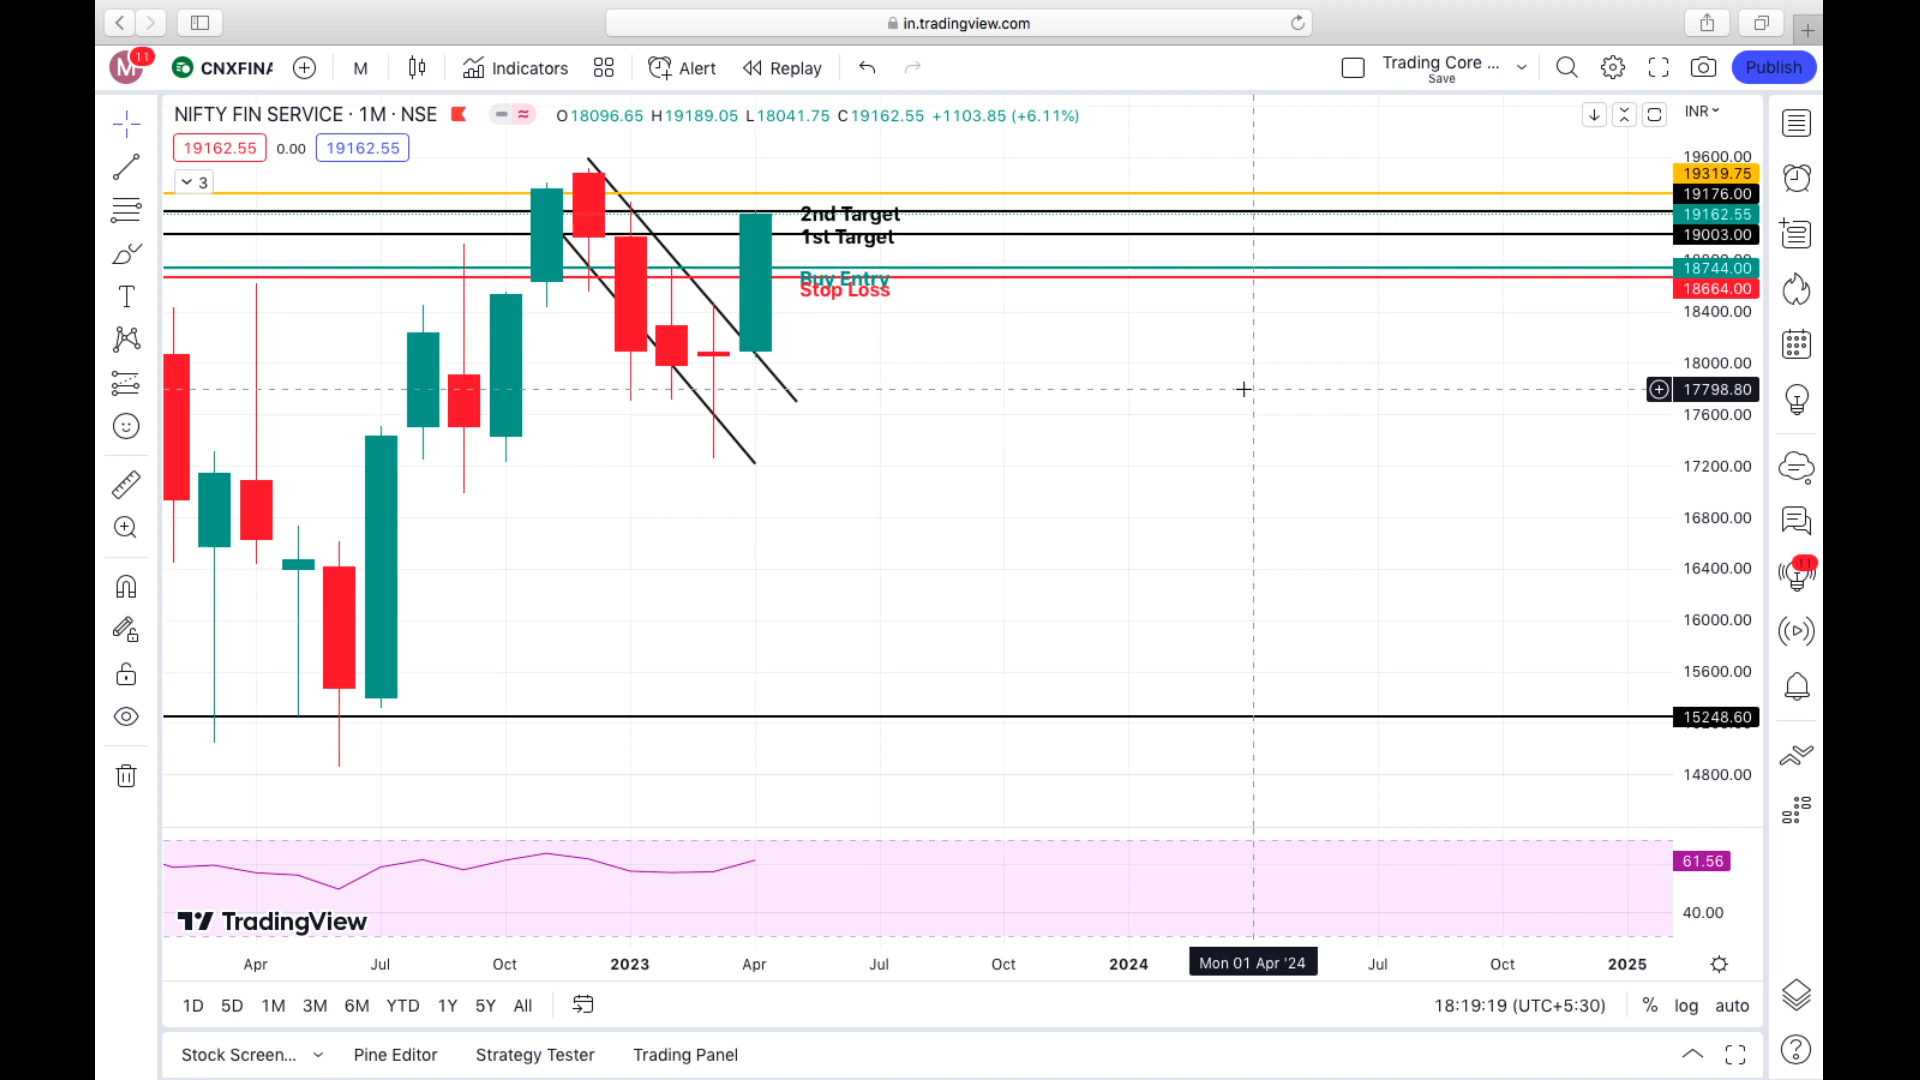 in.tradingview.com
M 11 CNXFINA M Indicators Alert Replay Trading Core ... Save Publish
NIFTY FIN SERVICE · 1M · NSE O18096.65 H19189.05 L18041.75 C19162.55 +1103.85 (+6.11%) INR
19162.55 0.00 19162.55
3
19600.00
19319.75
19176.00
2nd Target 19162.55
1st Target 19003.00
Buy Entry 18744.00
Stop Loss 18664.00
18400.00
18000.00
17798.80
17600.00
17200.00
16800.00
16400.00
11
16000.00
15600.00
15248.60
14800.00
61.56
TradingView 40.00
Apr Jul Oct 2023 Apr Jul Oct 2024 Mon 01 Apr '24 Jul Oct 2025
1D 5D 1M 3M 6M YTD 1Y 5Y All 18:19:19 (UTC+5:30) % log auto
Stock Screen... Pine Editor Strategy Tester Trading Panel